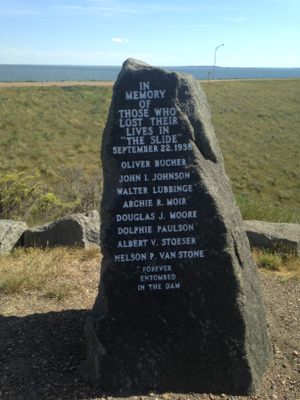 IN
MEMORY
OF
THOSE WHO
LOST THEIR
LIVES IN
"THE SLIDE"
SEPTEMBER 22, 1938
OLIVER BUCHER
JOHN I. JOHNSON
WALTER LUBBINGE
ARCHIE R. MOIR
DOUGLAS J. MOORE
DOLPHIE PAULSON
ALBERT V. STOESER
NELSON P. VAN STONE
FOREVER
ENTOMBED
IN THE DAM